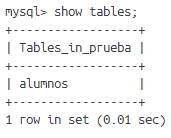 mysql> show tables;
+------------------+
| Tables_in_prueba |
+------------------+
| alumnos          |
+------------------+
1 row in set (0.01 sec)